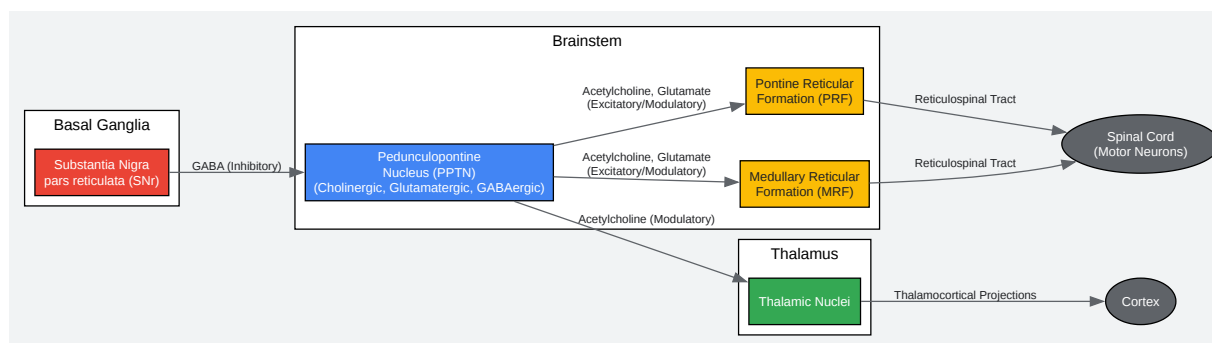 Brainstem
Basal Ganglia
Substantia Nigra
pars reticulata (SNr)
GABA (Inhibitory)
Pedunculopontine
Nucleus (PPTN)
(Cholinergic, Glutamatergic, GABAergic)
Acetylcholine, Glutamate
(Excitatory/Modulatory)
Pontine Reticular
Formation (PRF)
Reticulospinal Tract
Acetylcholine, Glutamate
(Excitatory/Modulatory)
Medullary Reticular
Formation (MRF)
Reticulospinal Tract
Spinal Cord
(Motor Neurons)
Acetylcholine (Modulatory)
Thalamus
Thalamic Nuclei
Thalamocortical Projections
Cortex